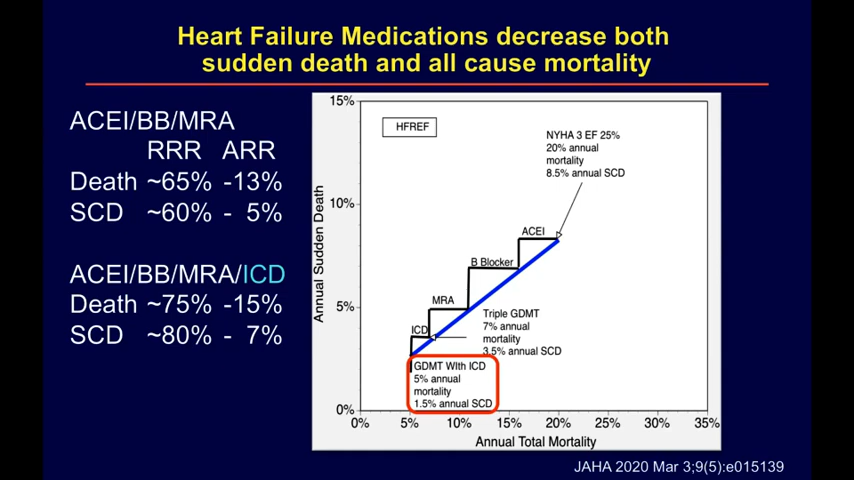 Heart Failure Medications decrease both
sudden death and all cause mortality
ACEI/BB/MRA
RRR ARR
Death ~65% -13%
SCD ~60% - 5%
ACEI/BB/MRA/ICD
Death ~75% -15%
SCD ~80% - 7%
Annual Sudden Death
15%
10%
5%
0%
HFREF
NYHA 3 EF 25%
20% annual
mortality
8.5% annual SCD
ACEI
B Blocker
MRA
ICD
Triple GDMT
7% annual
mortality
3.5% annual SCD
GDMT With ICD
5% annual
mortality
1.5% annual SCD
0% 5% 10% 15% 20% 25% 30% 35%
Annual Total Mortality
JAHA 2020 Mar 3;9(5):e015139